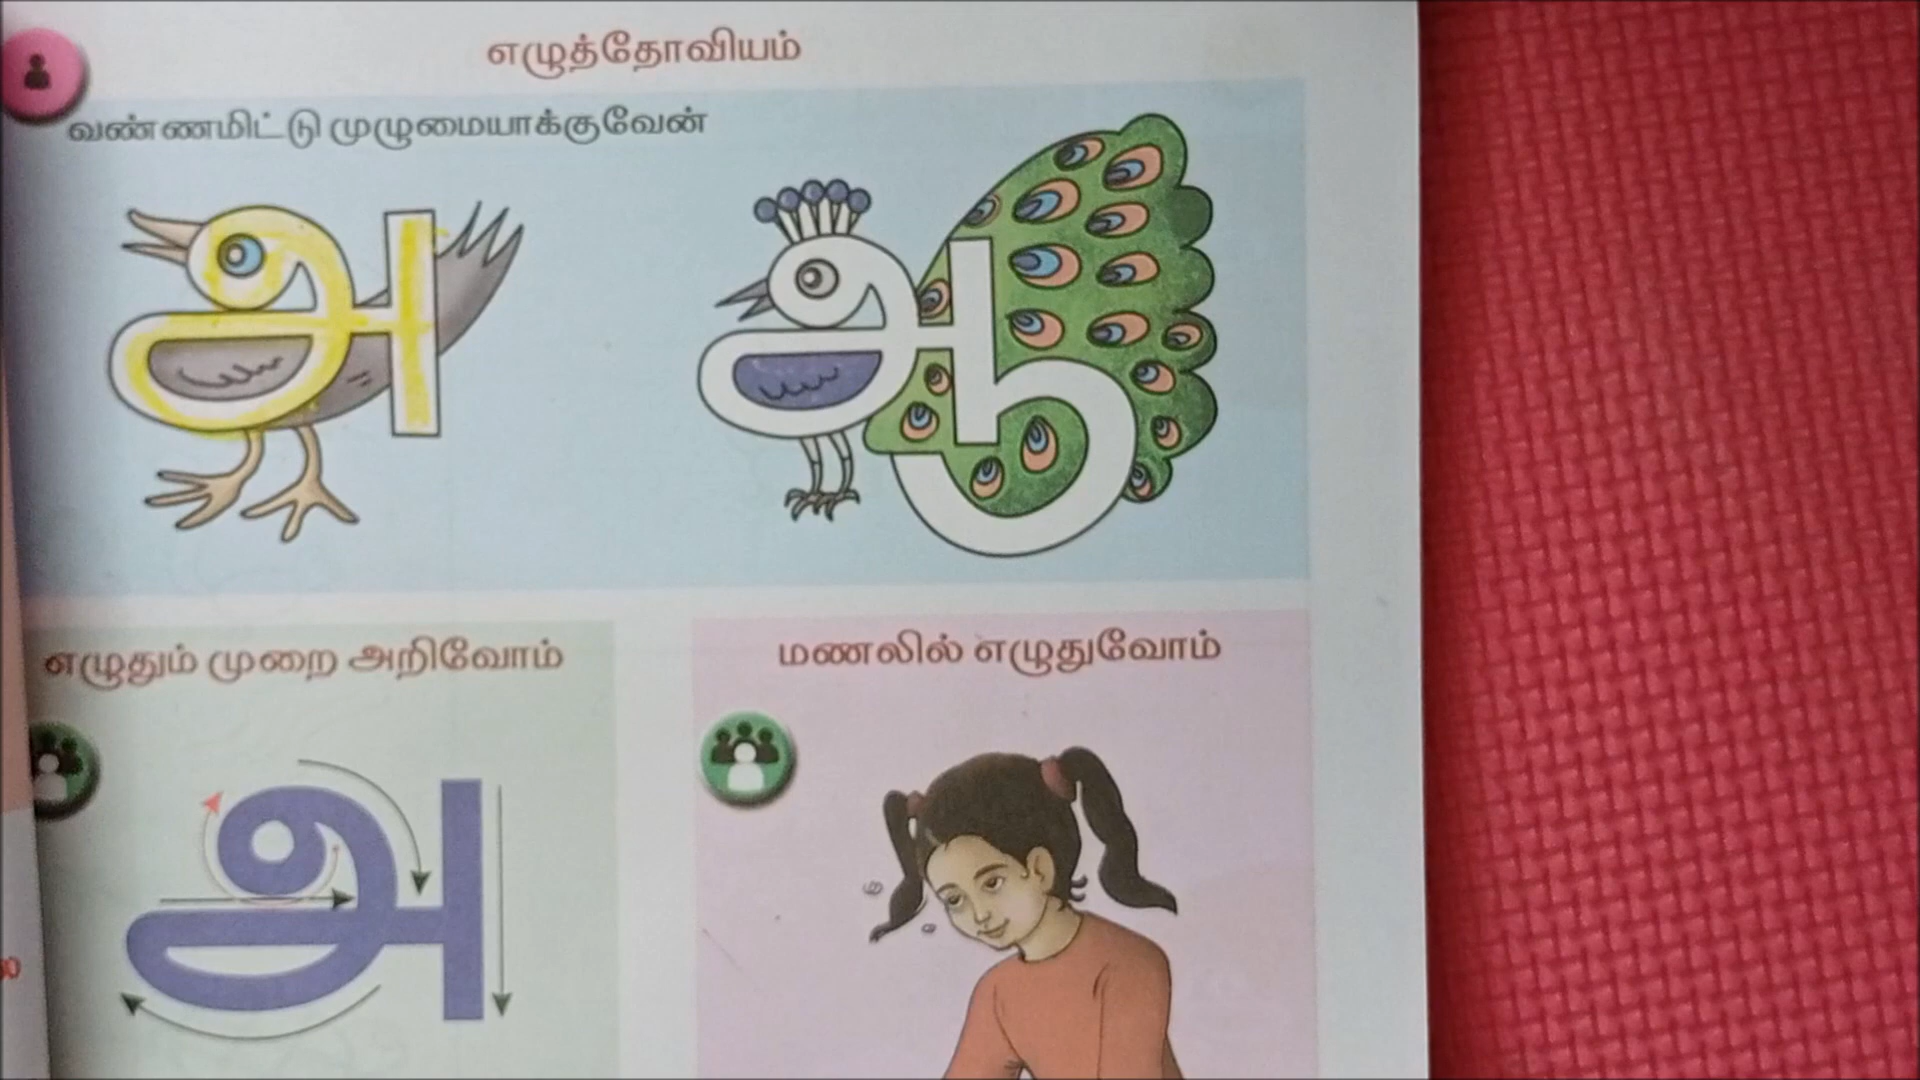 எழுத்தோவியம்
வண்ணமிட்டு முழுமையாக்குவேன்
அ
ஆ
எழுதும் முறை அறிவோம்
மணலில் எழுதுவோம்
அ